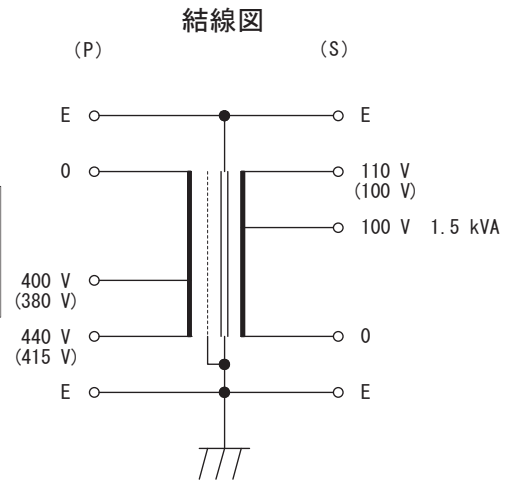 結線図
(P) (S)
E E
0 110 V
(100 V)
100 V 1.5 kVA
400 V
(380 V)
440 V 0
(415 V)
E E